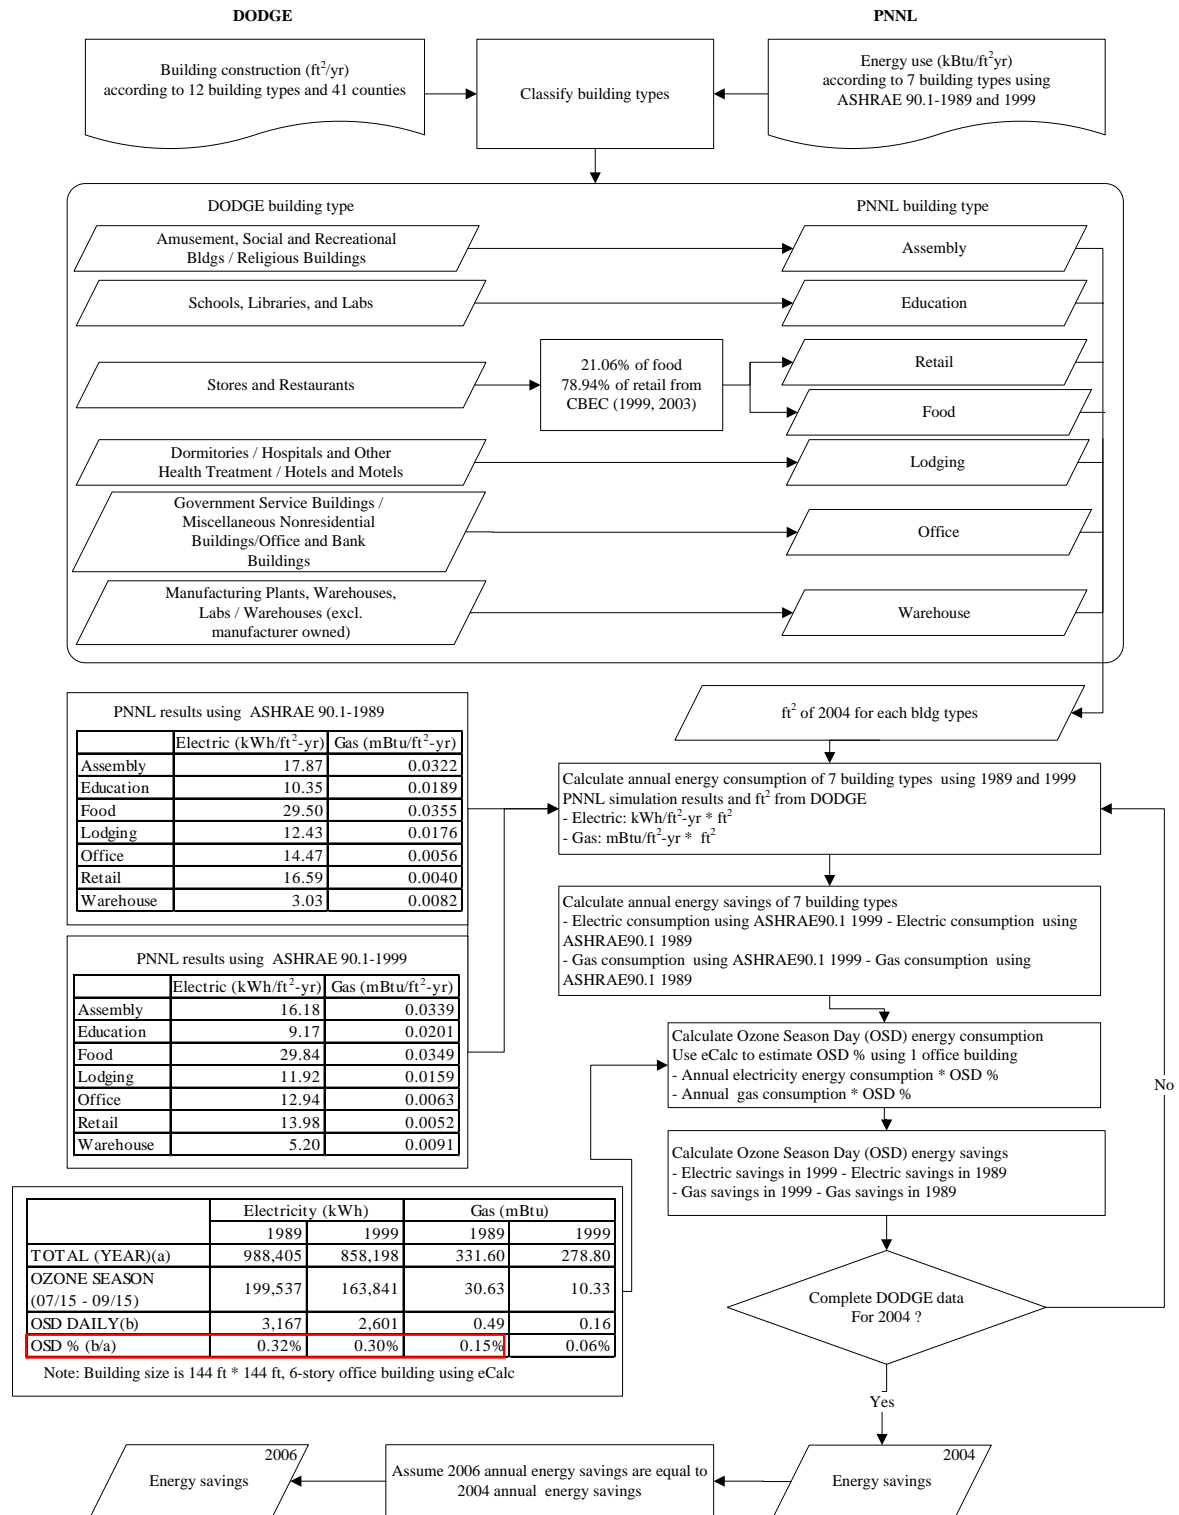 DODGE
PNNL
Building construction (ft²/yr)
according to 12 building types and 41 counties
Classify building types
Energy use (kBtu/ft²yr)
according to 7 building types using
ASHRAE 90.1-1989 and 1999
DODGE building type
PNNL building type
Amusement, Social and Recreational
Bldgs / Religious Buildings
Assembly
Schools, Libraries, and Labs
Education
Stores and Restaurants
21.06% of food
78.94% of retail from
CBEC (1999, 2003)
Retail
Food
Dormitories / Hospitals and Other
Health Treatment / Hotels and Motels
Lodging
Government Service Buildings /
Miscellaneous Nonresidential
Buildings/Office and Bank
Buildings
Office
Manufacturing Plants, Warehouses,
Labs / Warehouses (excl.
manufacturer owned)
Warehouse
ft² of 2004 for each bldg types
PNNL results using ASHRAE 90.1-1989
Electric (kWh/ft²-yr) Gas (mBtu/ft²-yr)
Assembly 17.87 0.0322
Education 10.35 0.0189
Food 29.50 0.0355
Lodging 12.43 0.0176
Office 14.47 0.0056
Retail 16.59 0.0040
Warehouse 3.03 0.0082
Calculate annual energy consumption of 7 building types using 1989 and 1999
PNNL simulation results and ft² from DODGE
- Electric: kWh/ft²-yr * ft²
- Gas: mBtu/ft²-yr * ft²
Calculate annual energy savings of 7 building types
- Electric consumption using ASHRAE90.1 1999 - Electric consumption using
ASHRAE90.1 1989
- Gas consumption using ASHRAE90.1 1999 - Gas consumption using
ASHRAE90.1 1989
PNNL results using ASHRAE 90.1-1999
Electric (kWh/ft²-yr) Gas (mBtu/ft²-yr)
Assembly 16.18 0.0339
Education 9.17 0.0201
Food 29.84 0.0349
Lodging 11.92 0.0159
Office 12.94 0.0063
Retail 13.98 0.0052
Warehouse 5.20 0.0091
Calculate Ozone Season Day (OSD) energy consumption
Use eCalc to estimate OSD % using 1 office building
- Annual electricity energy consumption * OSD %
- Annual gas consumption * OSD %
No
Calculate Ozone Season Day (OSD) energy savings
- Electric savings in 1999 - Electric savings in 1989
- Gas savings in 1999 - Gas savings in 1989
Electricity (kWh) Gas (mBtu)
1989 1999 1989 1999
TOTAL (YEAR)(a) 988,405 858,198 331.60 278.80
OZONE SEASON
(07/15 - 09/15) 199,537 163,841 30.63 10.33
OSD DAILY(b) 3,167 2,601 0.49 0.16
OSD % (b/a) 0.32% 0.30% 0.15% 0.06%
Note: Building size is 144 ft * 144 ft, 6-story office building using eCalc
Complete DODGE data
For 2004 ?
Yes
2006
Energy savings
Assume 2006 annual energy savings are equal to
2004 annual energy savings
2004
Energy savings